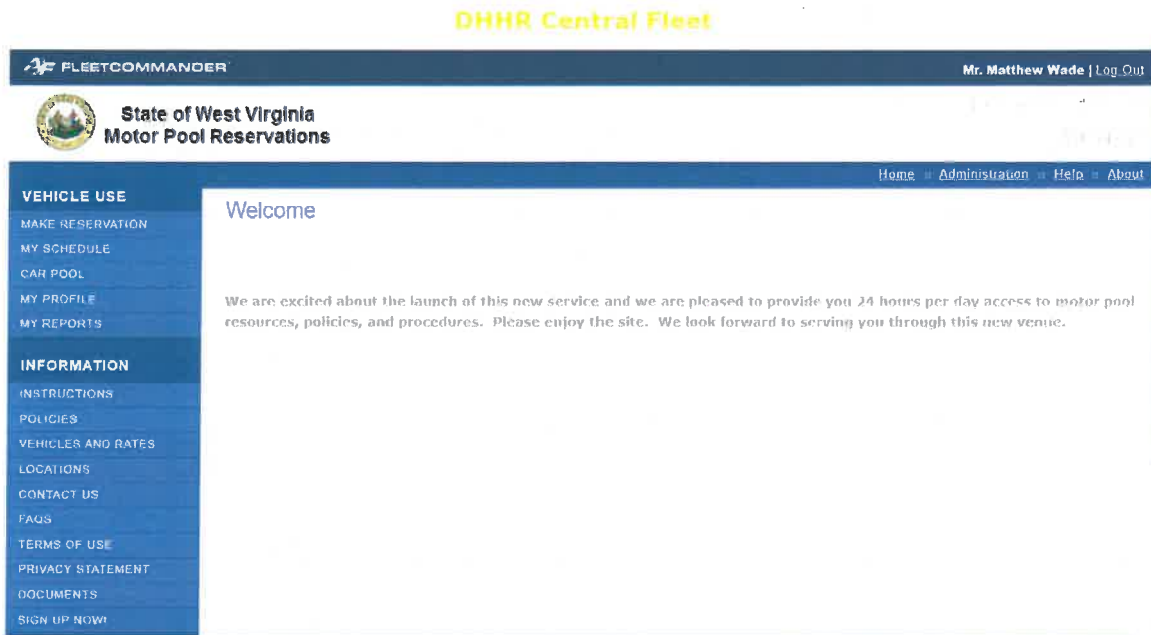 DHHR Central Fleet
FLEETCOMMANDER
Mr. Matthew Wade | Log Out
State of West Virginia
Motor Pool Reservations
Home Administration Help About
VEHICLE USE
MAKE RESERVATION
MY SCHEDULE
CAR POOL
MY PROFILE
MY REPORTS
INFORMATION
INSTRUCTIONS
POLICIES
VEHICLES AND RATES
LOCATIONS
CONTACT US
FAQS
TERMS OF USE
PRIVACY STATEMENT
DOCUMENTS
SIGN UP NOW!
Welcome
We are excited about the launch of this new service and we are pleased to provide you 24 hours per day access to motor pool
resources, policies, and procedures. Please enjoy the site. We look forward to serving you through this new venue.